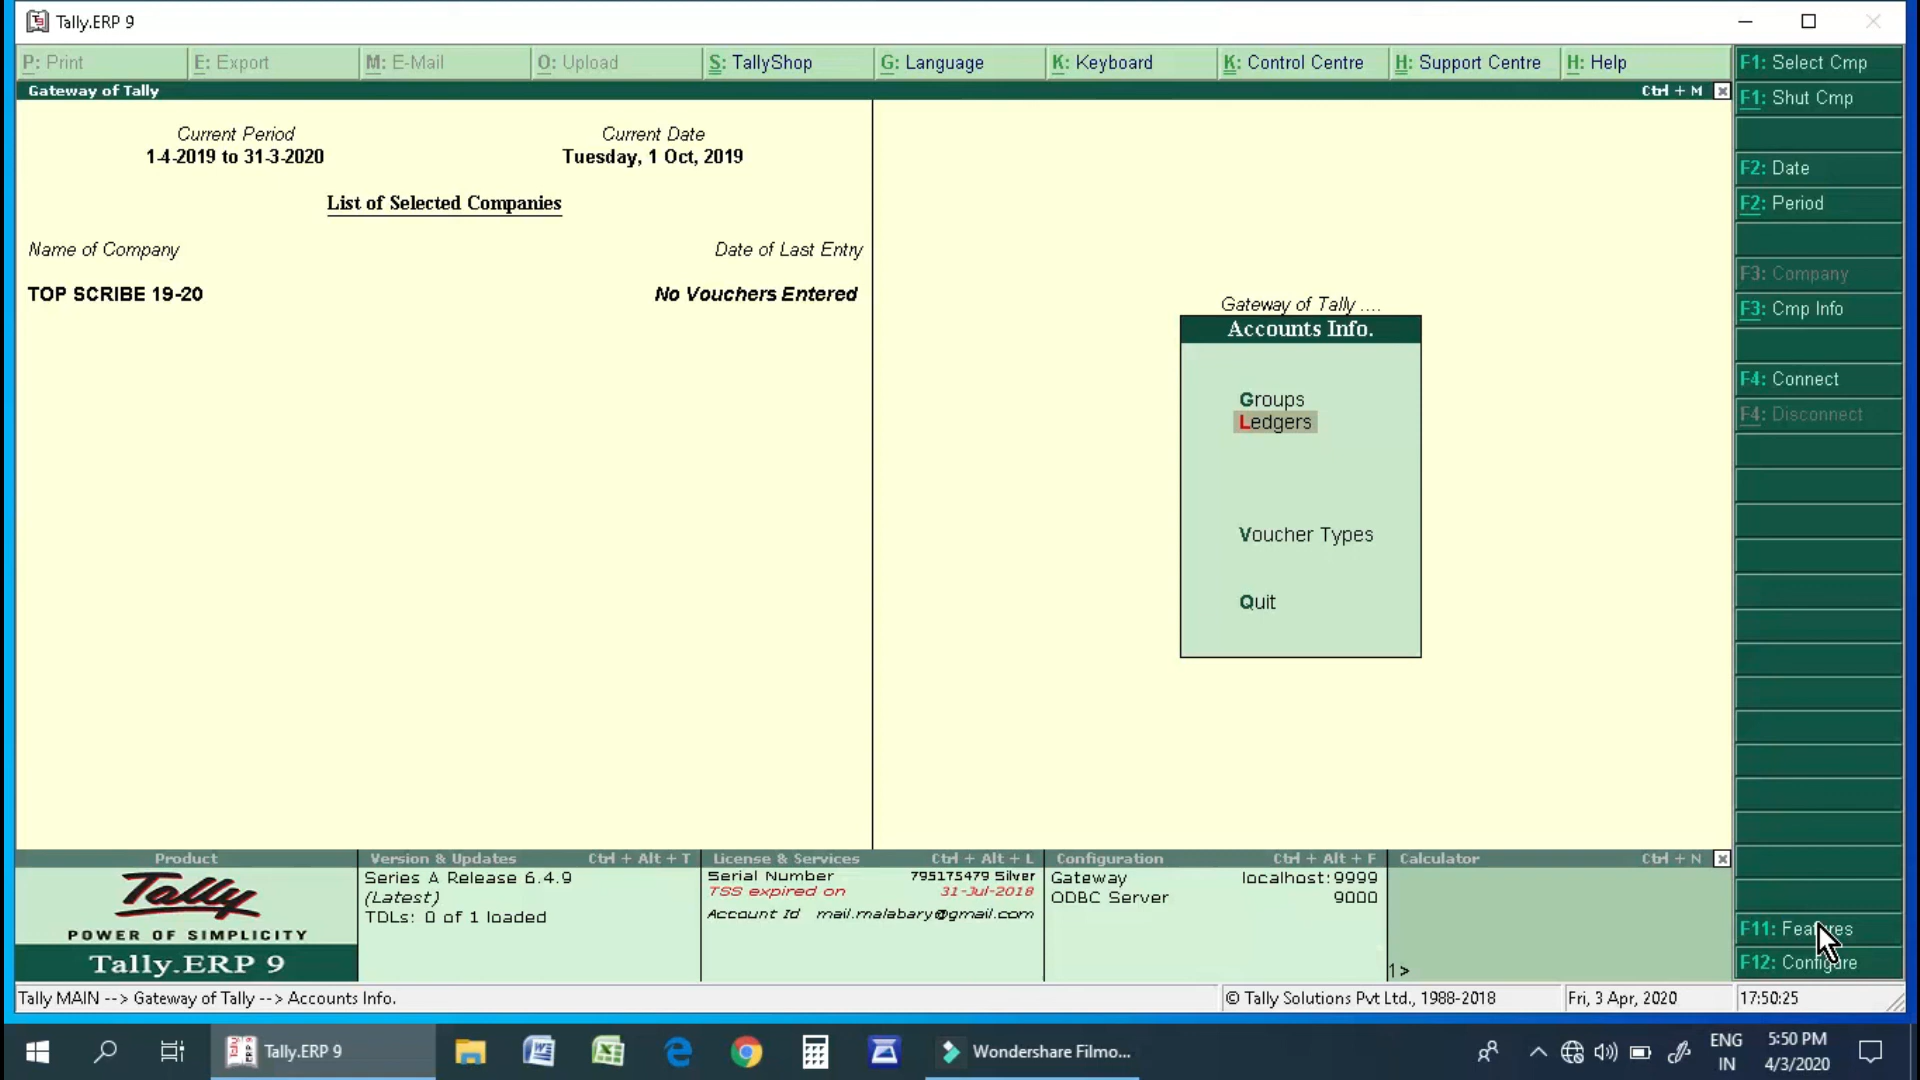 Tally.ERP 9
P: Print
E: Export
M: E-Mail
O: Upload
S: TallyShop
G: Language
K: Keyboard
K: Control Centre
H: Support Centre
H: Help
Gateway of Tally
Ctrl + M
Current Period
1-4-2019 to 31-3-2020
Current Date
Tuesday, 1 Oct, 2019
List of Selected Companies
Name of Company
Date of Last Entry
TOP SCRIBE 19-20
No Vouchers Entered
Gateway of Tally ....
Accounts Info.
Groups
Ledgers
Voucher Types
Quit
F1: Select Cmp
F1: Shut Cmp
F2: Date
F2: Period
F3: Company
F3: Cmp Info
F4: Connect
F4: Disconnect
F11: Features
F12: Configure
Product
Tally
POWER OF SIMPLICITY
Tally.ERP 9
Version & Updates
Ctrl + Alt + T
Series A Release 6.4.9
(Latest)
TDLs: 0 of 1 loaded
License & Services
Ctrl + Alt + L
Serial Number 795175479 Silver
TSS expired on 31-Jul-2018
Account Id mail.malabary@gmail.com
Configuration
Ctrl + Alt + F
Gateway localhost:9999
ODBC Server 9000
Calculator
Ctrl + N
1>
Tally MAIN --> Gateway of Tally --> Accounts Info.
© Tally Solutions Pvt Ltd., 1988-2018
Fri, 3 Apr, 2020
17:50:25
Tally.ERP 9
Wondershare Filmo...
ENG
IN
5:50 PM
4/3/2020